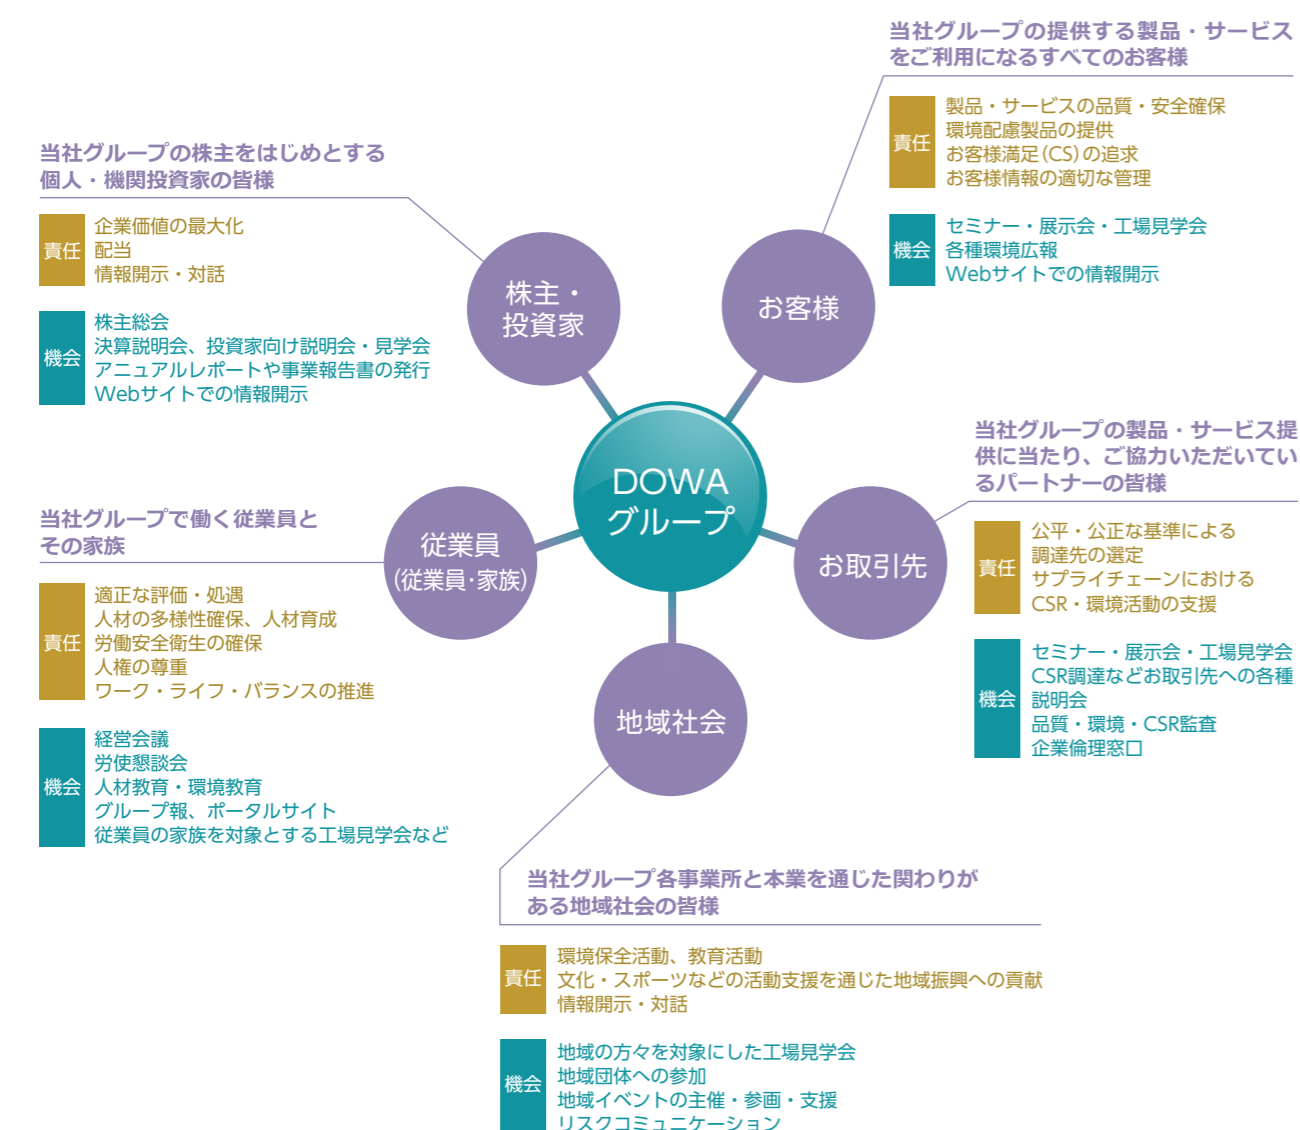 当社グループの提供する製品・サービス
をご利用になるすべてのお客様
責任
製品・サービスの品質・安全確保
環境配慮製品の提供
お客様満足(CS)の追求
お客様情報の適切な管理
機会
セミナー・展示会・工場見学会
各種環境広報
Webサイトでの情報開示
当社グループの株主をはじめとする
個人・機関投資家の皆様
責任
企業価値の最大化
配当
情報開示・対話
機会
株主総会
決算説明会、投資家向け説明会・見学会
アニュアルレポートや事業報告書の発行
Webサイトでの情報開示
株主・
投資家
お客様
DOWA
グループ
従業員
(従業員・家族)
お取引先
地域社会
当社グループの製品・サービス提
供に当たり、ご協力いただいてい
るパートナーの皆様
責任
公平・公正な基準による
調達先の選定
サプライチェーンにおける
CSR・環境活動の支援
機会
セミナー・展示会・工場見学会
CSR調達などお取引先への各種
説明会
品質・環境・CSR監査
企業倫理窓口
当社グループで働く従業員と
その家族
責任
適正な評価・処遇
人材の多様性確保、人材育成
労働安全衛生の確保
人権の尊重
ワーク・ライフ・バランスの推進
機会
経営会議
労使懇談会
人材教育・環境教育
グループ報、ポータルサイト
従業員の家族を対象とする工場見学会など
当社グループ各事業所と本業を通じた関わりが
ある地域社会の皆様
責任
環境保全活動、教育活動
文化・スポーツなどの活動支援を通じた地域振興への貢献
情報開示・対話
機会
地域の方々を対象にした工場見学会
地域団体への参加
地域イベントの主催・参画・支援
リスクコミュニケーション